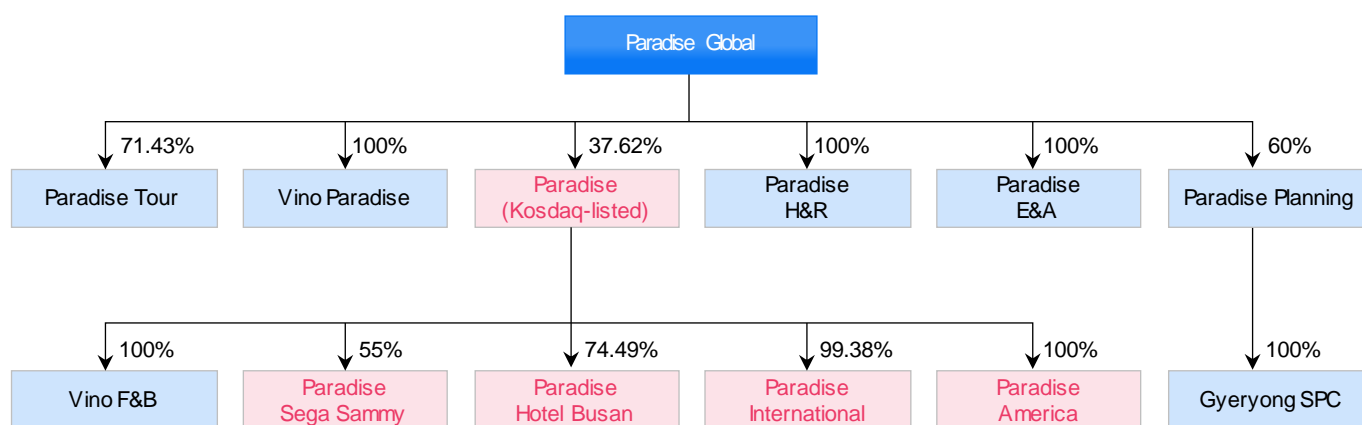 Paradise Global
71.43%
100%
37.62%
100%
100%
60%
Paradise Tour
Vino Paradise
Paradise
(Kosdaq-listed)
Paradise
H&R
Paradise
E&A
Paradise Planning
100%
55%
74.49%
99.38%
100%
100%
Vino F&B
Paradise
Sega Sammy
Paradise
Hotel Busan
Paradise
International
Paradise
America
Gyeryong SPC